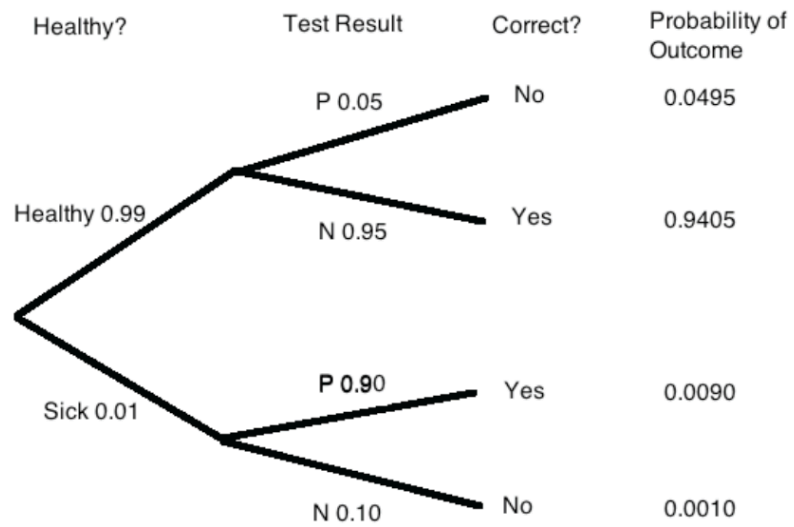 Healthy? Test Result Correct? Probability of
Outcome
P 0.05 No 0.0495
Healthy 0.99
N 0.95 Yes 0.9405
P 0.90 Yes 0.0090
Sick 0.01
N 0.10 No 0.0010